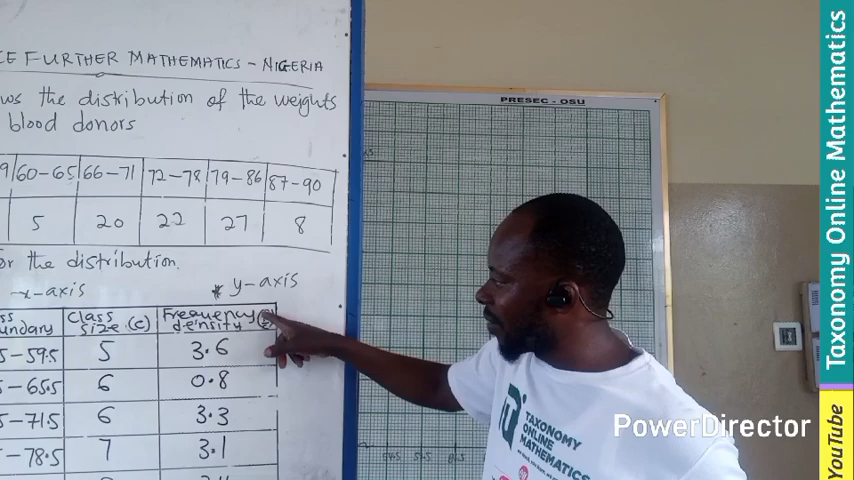 CE FURTHER MATHEMATICS - NIGERIA
ws the distribution of the weights
blood donors
9 60-65 66-71 72-78 79-86 87-90
5 20 22 27 8
or the distribution.
x-axis * y-axis
ss Class Frequency
undary size (c) density
5-59.5 5 3.6
5-65.5 6 0.8
5-71.5 6 3.3
5-78.5 7 3.1
PRESEC - OSU
TAXONOMY
ONLINE
MATHEMATICS
PowerDirector
Taxonomy Online Mathematics
YouTube